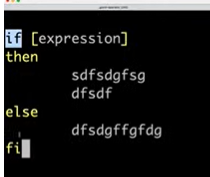 if [expression]
then
sdfsdgfsg
dfsdf
else
dfsdgffgfdg
fi